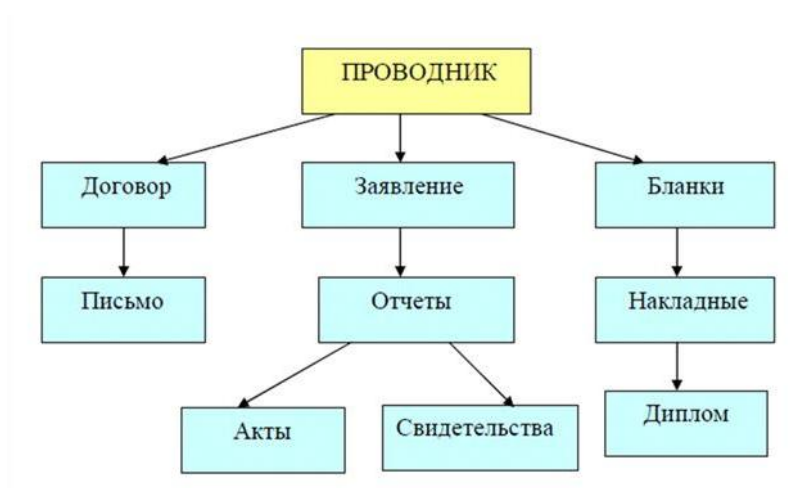 ПРОВОДНИК
Договор
Заявление
Бланки
Письмо
Отчеты
Накладные
Акты
Свидетельства
Диплом